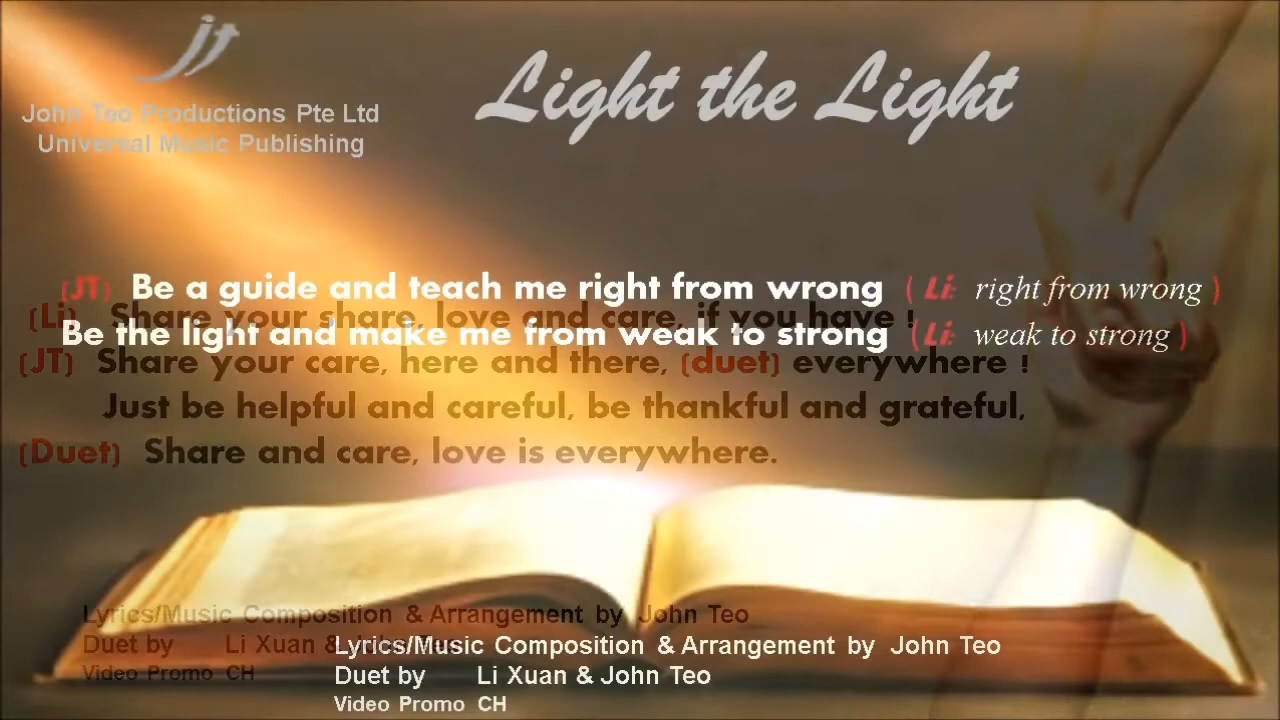 jt
John Teo Productions Pte Ltd
Universal Music Publishing
Light the Light
(JT) Be a guide and teach me right from wrong ( Li: right from wrong )
(Li) Share your share, love and care, if you have !
Be the light and make me from weak to strong ( Li: weak to strong )
(JT) Share your care, here and there, (duet) everywhere !
Just be helpful and careful, be thankful and grateful,
(Duet) Share and care, love is everywhere.
Lyrics/Music Composition & Arrangement by John Teo
Duet by Li Xuan & John Teo
Video Promo CH
Lyrics/Music Composition & Arrangement by John Teo
Duet by Li Xuan & John Teo
Video Promo CH